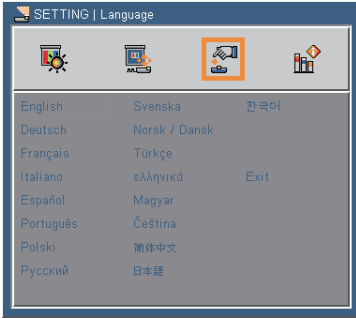 SETTING | Language
English Svenska 한국어
Deutsch Norsk / Dansk
Français Türkçe
Italiano ελληνικά Exit
Español Magyar
Português Čeština
Polski 简体中文
Русский 日本語